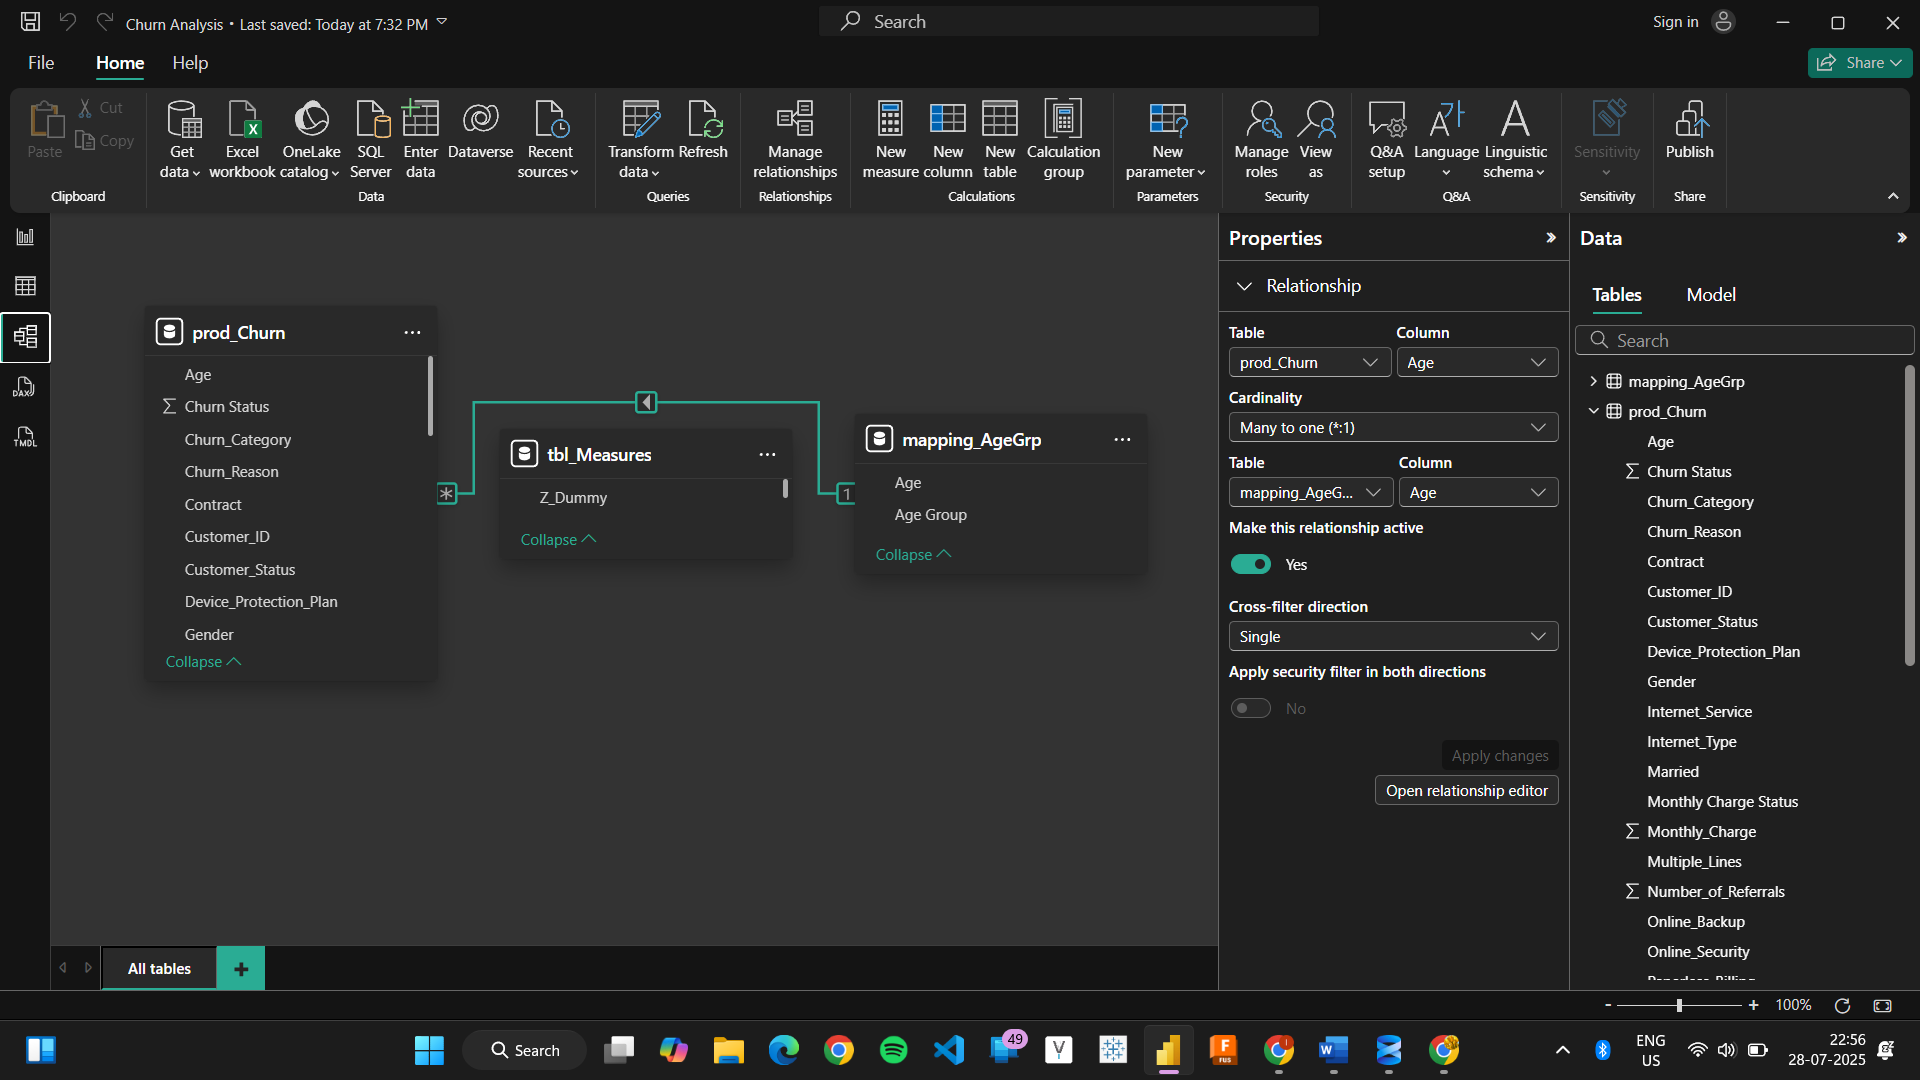 Churn Analysis • Last saved: Today at 7:32 PM
Search
Sign in
File
Home
Help
Share
Paste
Cut
Copy
Clipboard
Get data
Excel workbook
OneLake catalog
SQL Server
Enter data
Dataverse
Recent sources
Data
Transform data
Refresh
Queries
Manage relationships
Relationships
New measure
New column
New table
Calculation group
Calculations
New parameter
Parameters
Manage roles
View as
Security
Q&A setup
Language
Linguistic schema
Q&A
Sensitivity
Sensitivity
Publish
Share
DAX
TMDL
prod_Churn
Age
Churn Status
Churn_Category
Churn_Reason
Contract
Customer_ID
Customer_Status
Device_Protection_Plan
Gender
Collapse
*
1
tbl_Measures
Z_Dummy
Collapse
mapping_AgeGrp
Age
Age Group
Collapse
Properties
Relationship
Table
Column
prod_Churn
Age
Cardinality
Many to one (*:1)
Table
Column
mapping_AgeG...
Age
Make this relationship active
Yes
Cross-filter direction
Single
Apply security filter in both directions
No
Apply changes
Open relationship editor
Data
Tables
Model
Search
mapping_AgeGrp
prod_Churn
Age
Churn Status
Churn_Category
Churn_Reason
Contract
Customer_ID
Customer_Status
Device_Protection_Plan
Gender
Internet_Service
Internet_Type
Married
Monthly Charge Status
Monthly_Charge
Multiple_Lines
Number_of_Referrals
Online_Backup
Online_Security
All tables
100%
Search
49
ENG
US
22:56
28-07-2025